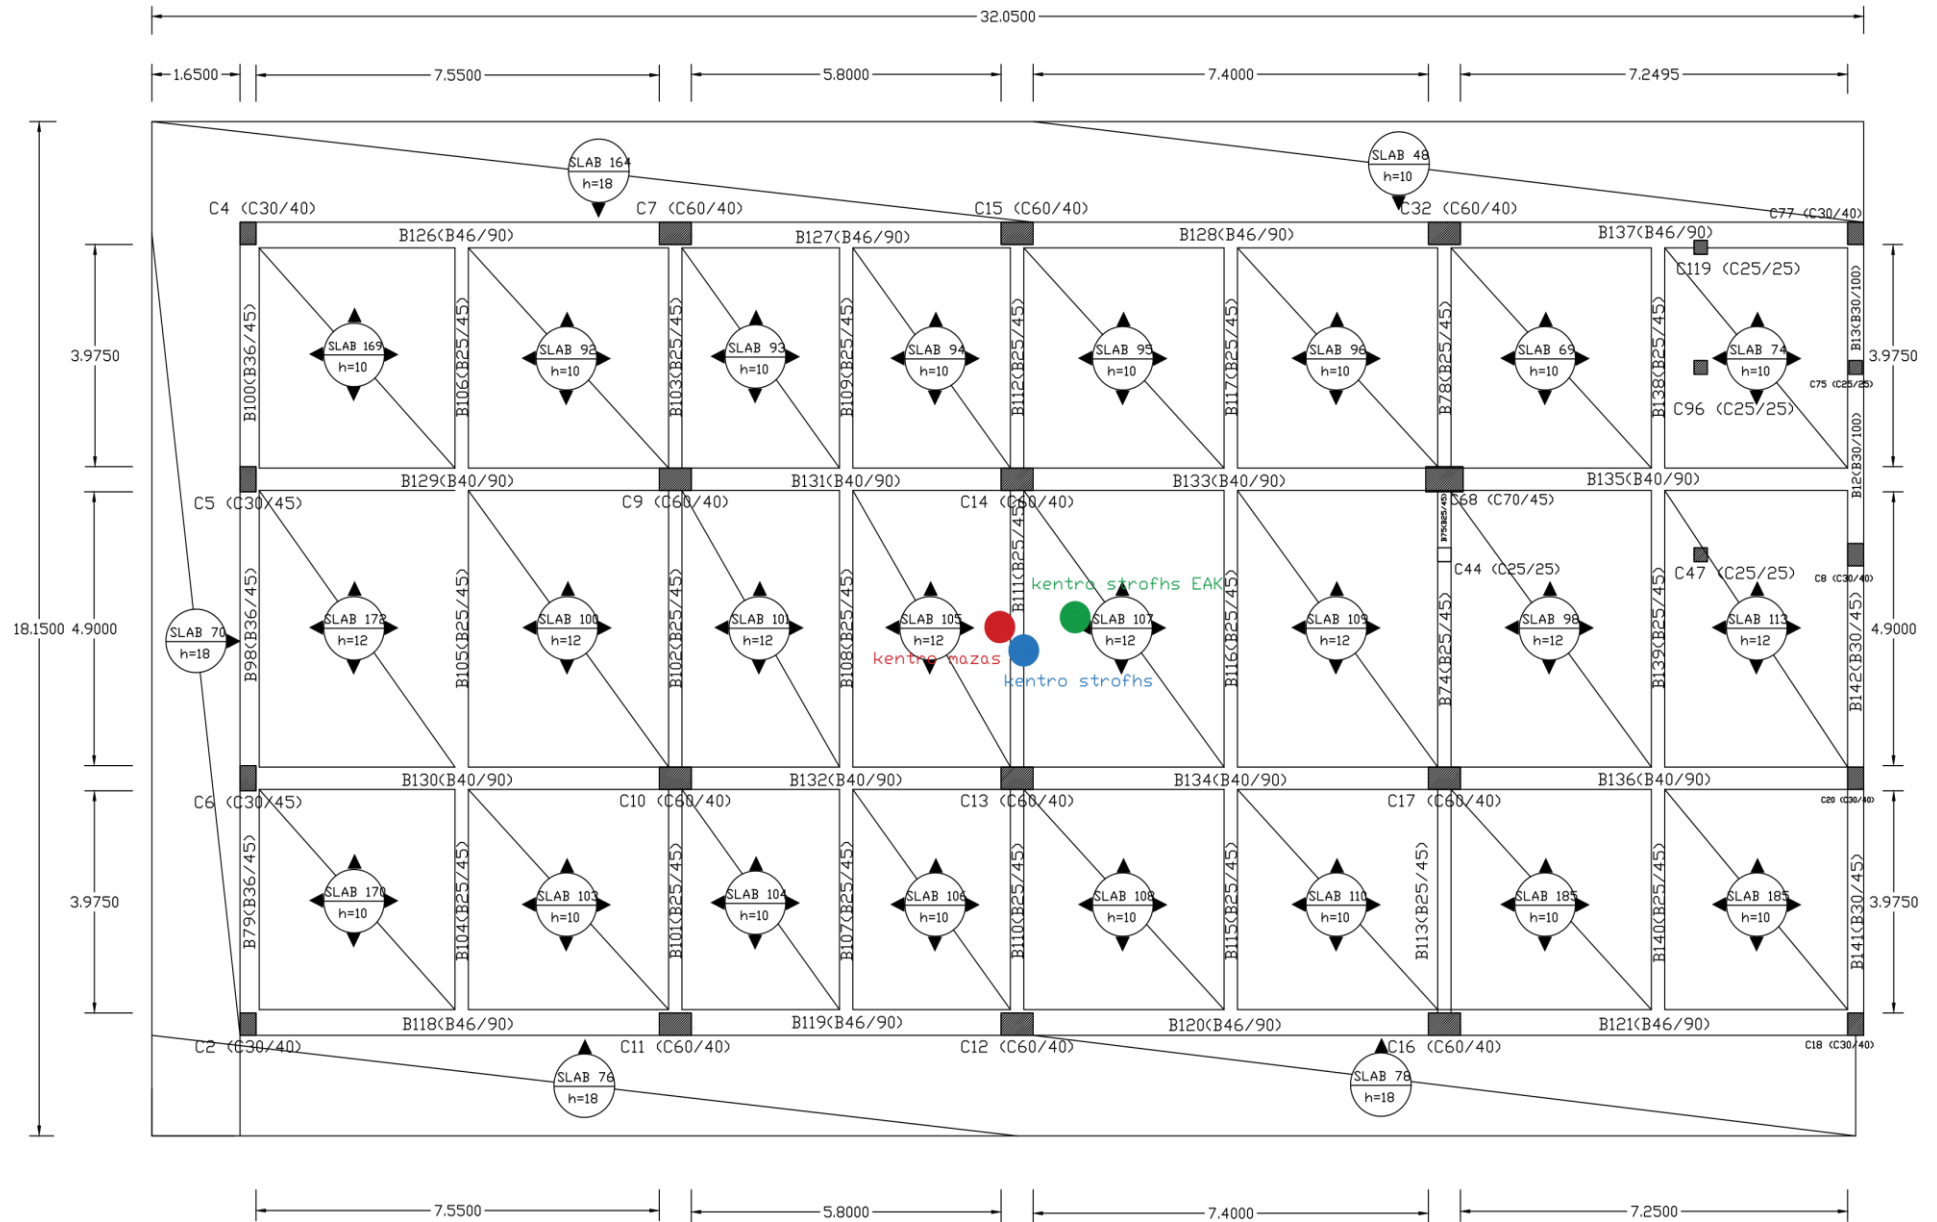 32.0500
1.6500
7.5500
5.8000
7.4000
7.2495
SLAB 164
h=18
SLAB 48
h=10
C4 (C30/40)
C7 (C60/40)
C15 (C60/40)
C32 (C60/40)
C77 (C30/40)
B126(B46/90)
B127(B46/90)
B128(B46/90)
B137(B46/90)
C119 (C25/25)
3.9750
B100(B36/45)
SLAB 169
h=10
B106(B25/45)
SLAB 92
h=10
B103(B25/45)
SLAB 93
h=10
B109(B25/45)
SLAB 94
h=10
B112(B25/45)
SLAB 95
h=10
B117(B25/45)
SLAB 96
h=10
B78(B25/45)
SLAB 69
h=10
B138(B25/45)
SLAB 74
h=10
B13(B30/100)
3.9750
C75 (C25/25)
C96 (C25/25)
B12(B30/100)
B129(B40/90)
B131(B40/90)
B133(B40/90)
B135(B40/90)
C5 (C30/45)
C9 (C60/40)
C14 (C60/40)
C68 (C70/45)
B75(B25/45)
C44 (C25/25)
C47 (C25/25)
C8 (C30/40)
kentro strofhs EAK
18.1500
4.9000
SLAB 70
h=18
B98(B36/45)
SLAB 172
h=12
B105(B25/45)
SLAB 100
h=12
B102(B25/45)
SLAB 101
h=12
B108(B25/45)
SLAB 105
h=12
B111(B25/45)
SLAB 107
h=12
B116(B25/45)
SLAB 109
h=12
B74(B25/45)
SLAB 98
h=12
B139(B25/45)
SLAB 113
h=12
B142(B30/45)
4.9000
kentro mazas
kentro strofhs
B130(B40/90)
B132(B40/90)
B134(B40/90)
B136(B40/90)
C6 (C30/45)
C10 (C60/40)
C13 (C60/40)
C17 (C60/40)
C20 (C30/40)
3.9750
B79(B36/45)
SLAB 170
h=10
B104(B25/45)
SLAB 103
h=10
B101(B25/45)
SLAB 104
h=10
B107(B25/45)
SLAB 106
h=10
B110(B25/45)
SLAB 108
h=10
B115(B25/45)
SLAB 110
h=10
B113(B25/45)
SLAB 185
h=10
B140(B25/45)
SLAB 185
h=10
B141(B30/45)
3.9750
B118(B46/90)
B119(B46/90)
B120(B46/90)
B121(B46/90)
C2 (C30/40)
C11 (C60/40)
C12 (C60/40)
C16 (C60/40)
C18 (C30/40)
SLAB 76
h=18
SLAB 78
h=18
7.5500
5.8000
7.4000
7.2500